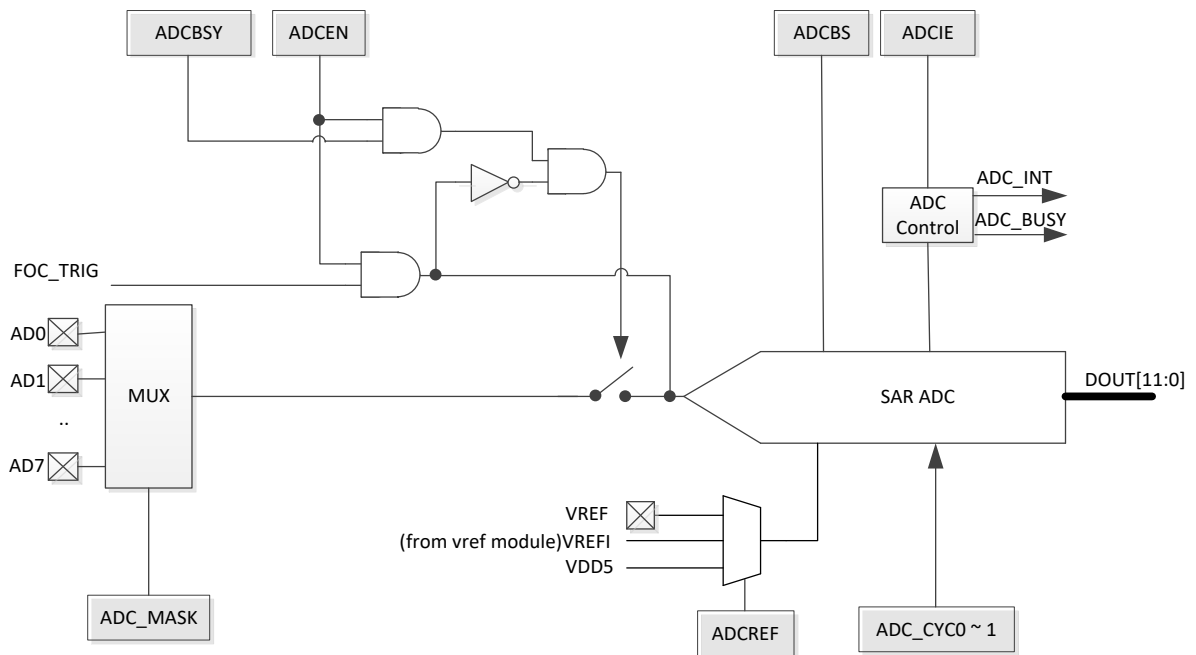 ADCBSY
ADCEN
ADCBS
ADCIE
ADC_INT
ADC
Control
ADC_BUSY
FOC_TRIG
AD0
AD1
..
AD7
MUX
SAR ADC
DOUT[11:0]
VREF
(from vref module)VREFI
VDD5
ADC_MASK
ADCREF
ADC_CYC0 ~ 1